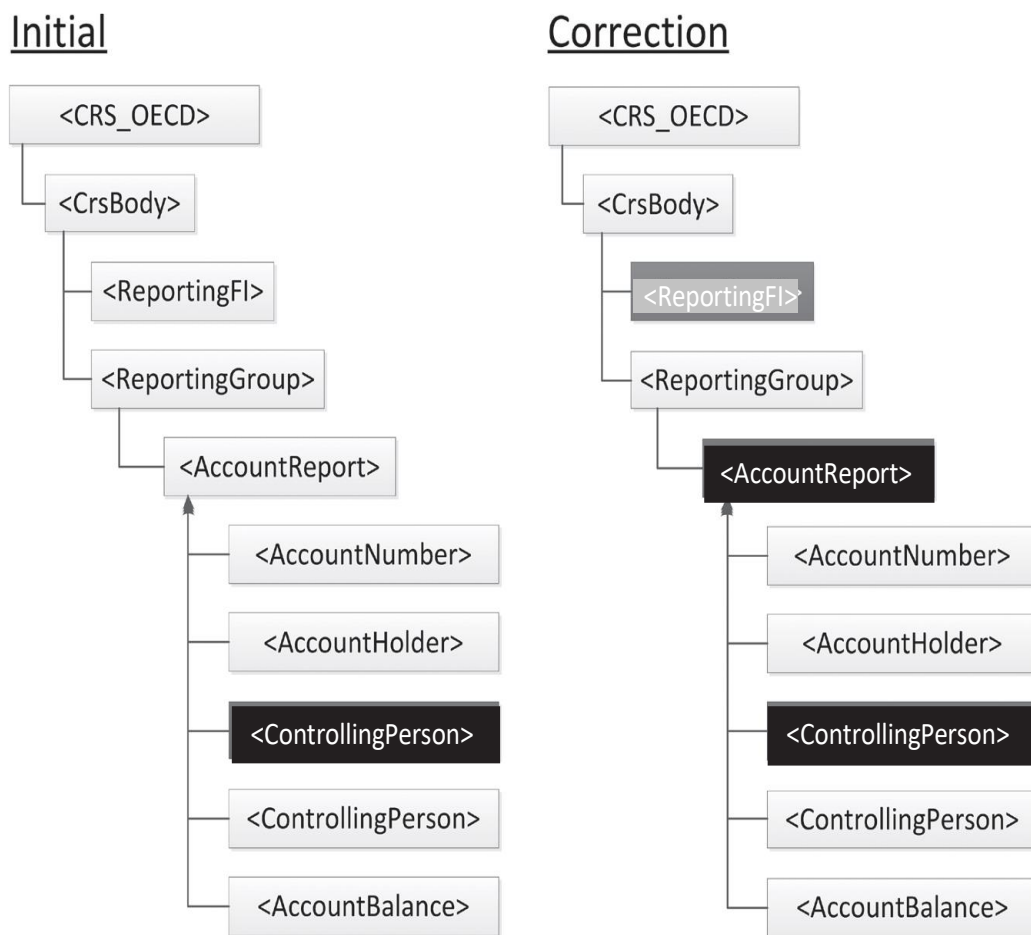 Initial
<CRS_OECD>
<CrsBody>
<ReportingFI>
<ReportingGroup>
<AccountReport>
<AccountNumber>
<AccountHolder>
<ControllingPerson>
<ControllingPerson>
<AccountBalance>
Correction
<CRS_OECD>
<CrsBody>
<ReportingFI>
<ReportingGroup>
<AccountReport>
<AccountNumber>
<AccountHolder>
<ControllingPerson>
<ControllingPerson>
<AccountBalance>